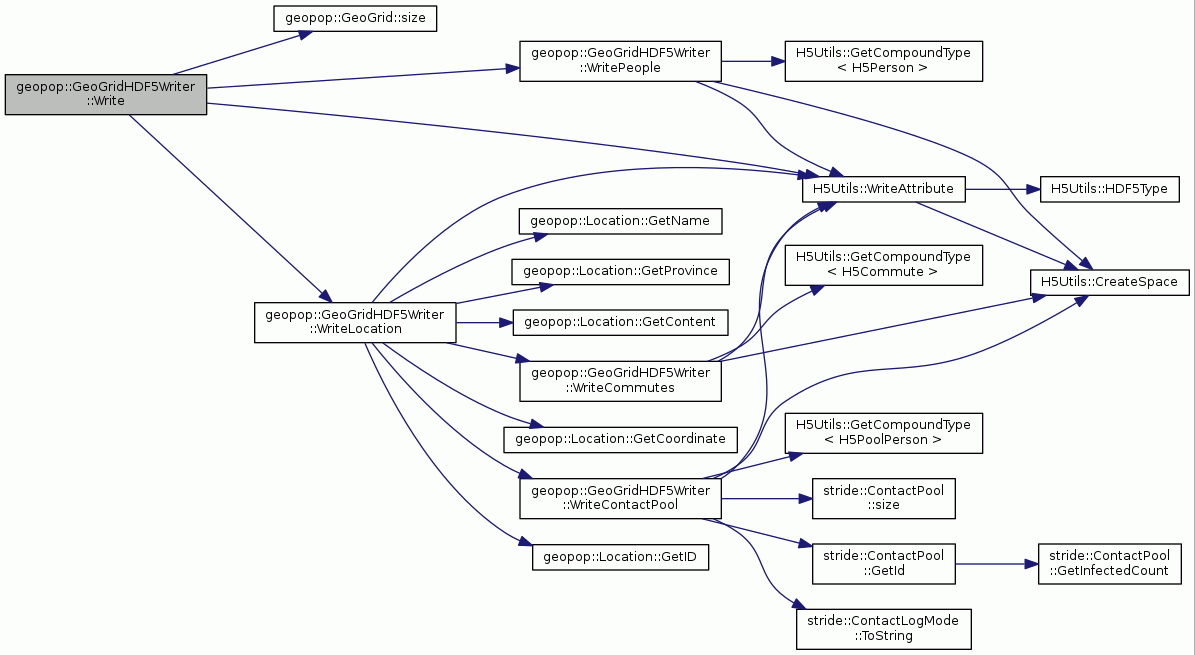 geopop::GeoGrid::size
geopop::GeoGridHDF5Writer
::Write
geopop::GeoGridHDF5Writer
::WritePeople
H5Utils::GetCompoundType
< H5Person >
H5Utils::WriteAttribute
H5Utils::HDF5Type
geopop::Location::GetName
H5Utils::GetCompoundType
< H5Commute >
geopop::Location::GetProvince
H5Utils::CreateSpace
geopop::GeoGridHDF5Writer
::WriteLocation
geopop::Location::GetContent
geopop::GeoGridHDF5Writer
::WriteCommutes
geopop::Location::GetCoordinate
H5Utils::GetCompoundType
< H5PoolPerson >
geopop::GeoGridHDF5Writer
::WriteContactPool
stride::ContactPool
::size
geopop::Location::GetID
stride::ContactPool
::GetId
stride::ContactPool
::GetInfectedCount
stride::ContactLogMode
::ToString